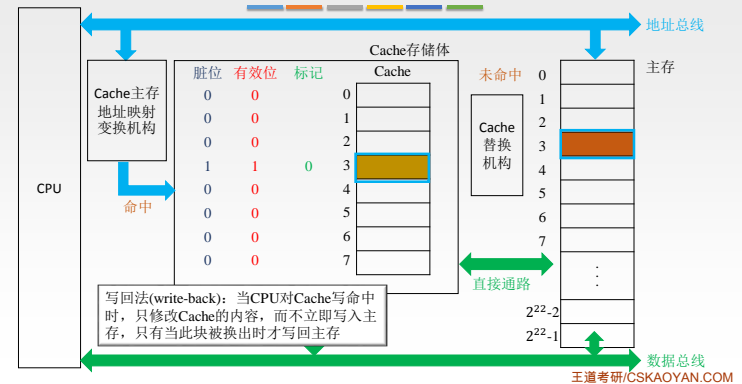 地址总线
Cache存储体
脏位 有效位 标记 Cache 未命中 主存
Cache主存
地址映射
变换机构
CPU
命中
0 0 0
0 0 1
0 0 2
1 1 0 3
0 0 4
0 0 5
0 0 6
0 0 7
Cache
替换
机构
0
1
2
3
4
5
6
7
2²²-2
2²²-1
直接通路
写回法(write-back)：当CPU对Cache写命中
时，只修改Cache的内容，而不立即写入主
存，只有当此块被换出时才写回主存
数据总线
王道考研/CSKAOYAN.COM